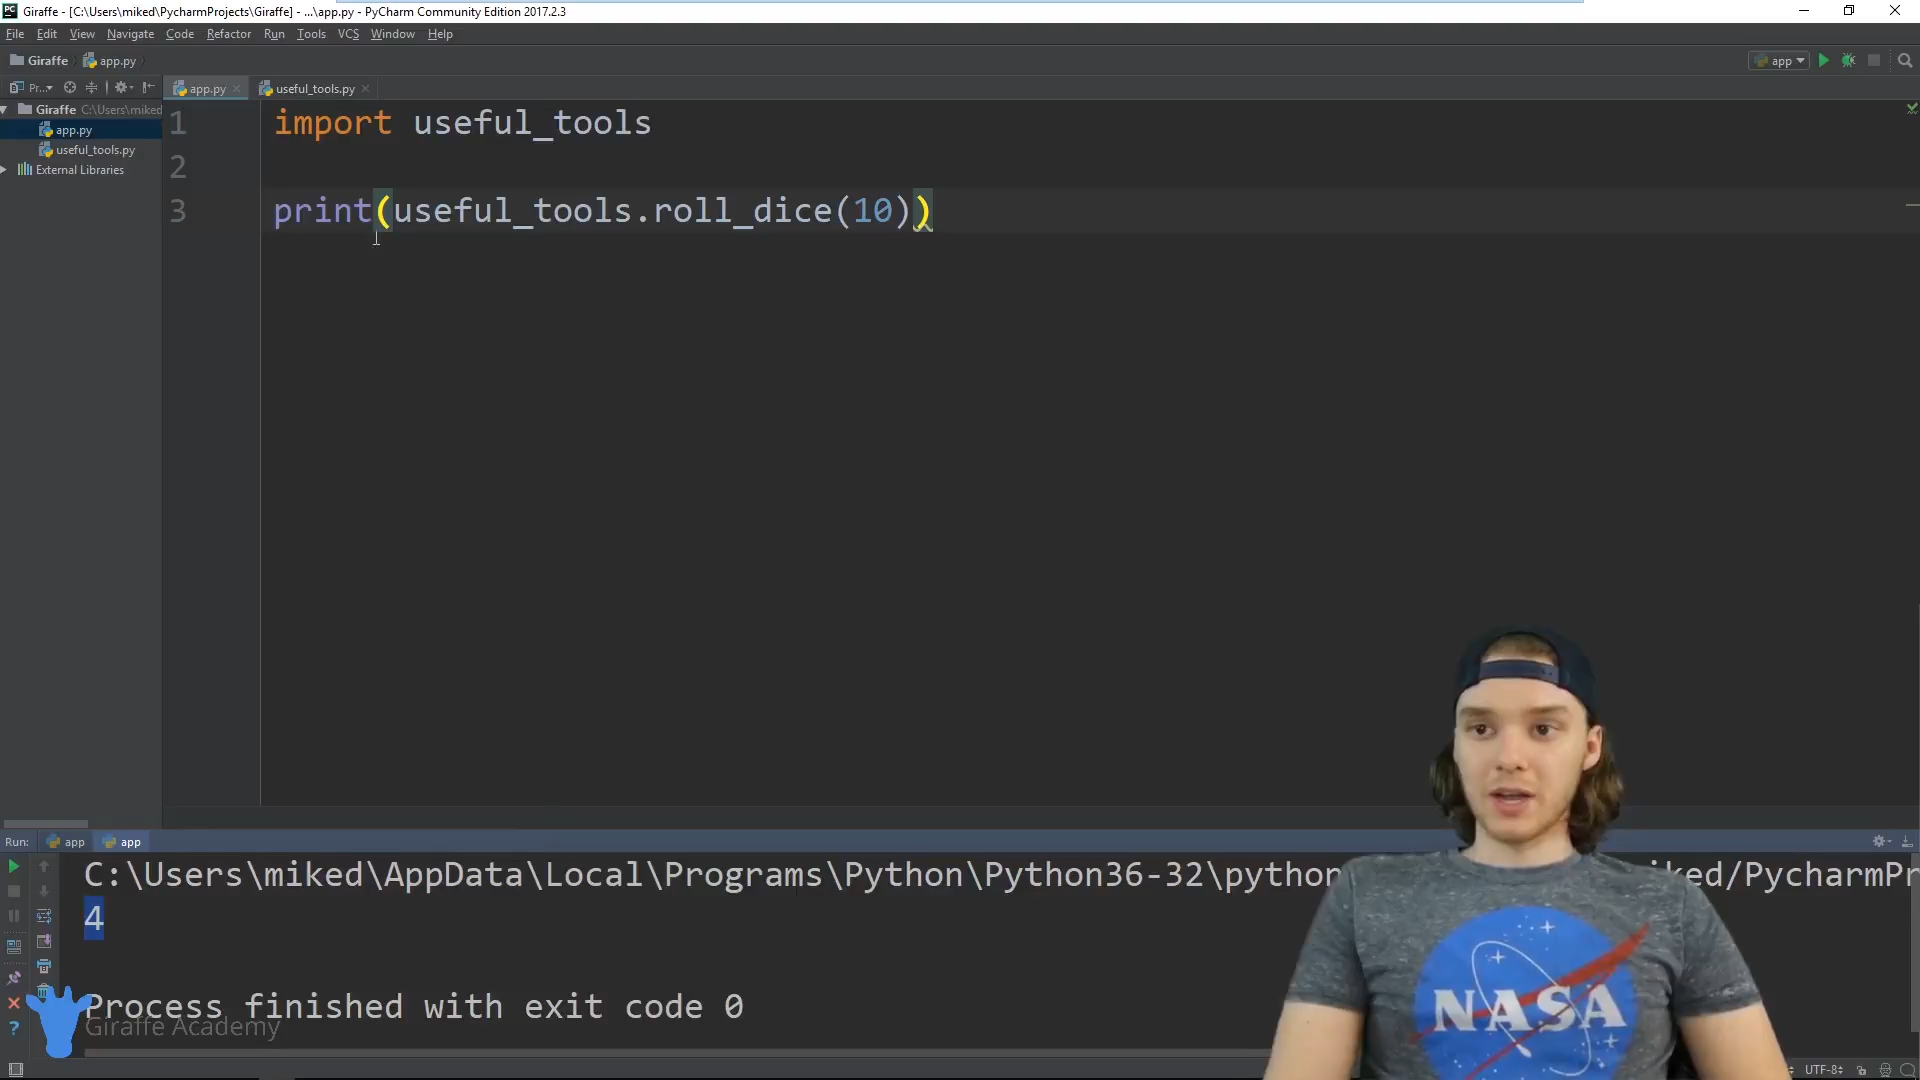 PC Giraffe - [C:\Users\miked\PycharmProjects\Giraffe] - ...\app.py - PyCharm Community Edition 2017.2.3
File Edit View Navigate Code Refactor Run Tools VCS Window Help
Giraffe app.py app
Pr... app.py useful_tools.py
Giraffe C:\Users\miked
app.py
useful_tools.py
External Libraries
1 import useful_tools
2
3 print(useful_tools.roll_dice(10))
Run: app app
C:\Users\miked\AppData\Local\Programs\Python\Python36-32\python ked/PycharmPr
4
Process finished with exit code 0
Giraffe Academy
NASA
UTF-8